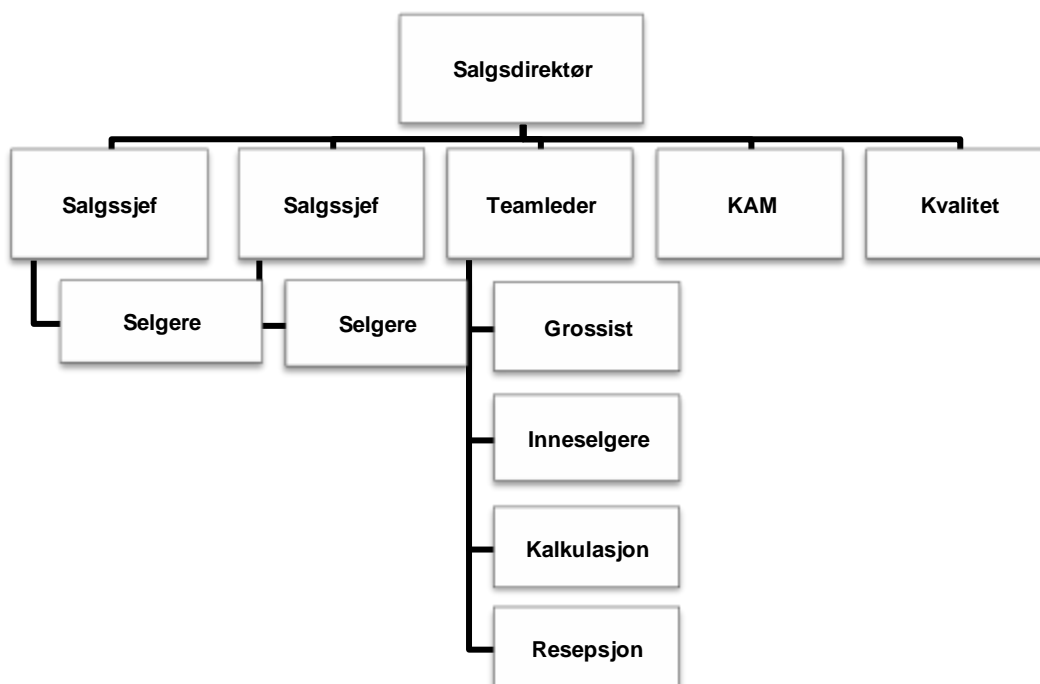 Salgsdirektør
Salgssjef
Salgssjef
Teamleder
KAM
Kvalitet
Selgere
Selgere
Grossist
Inneselgere
Kalkulasjon
Resepsjon